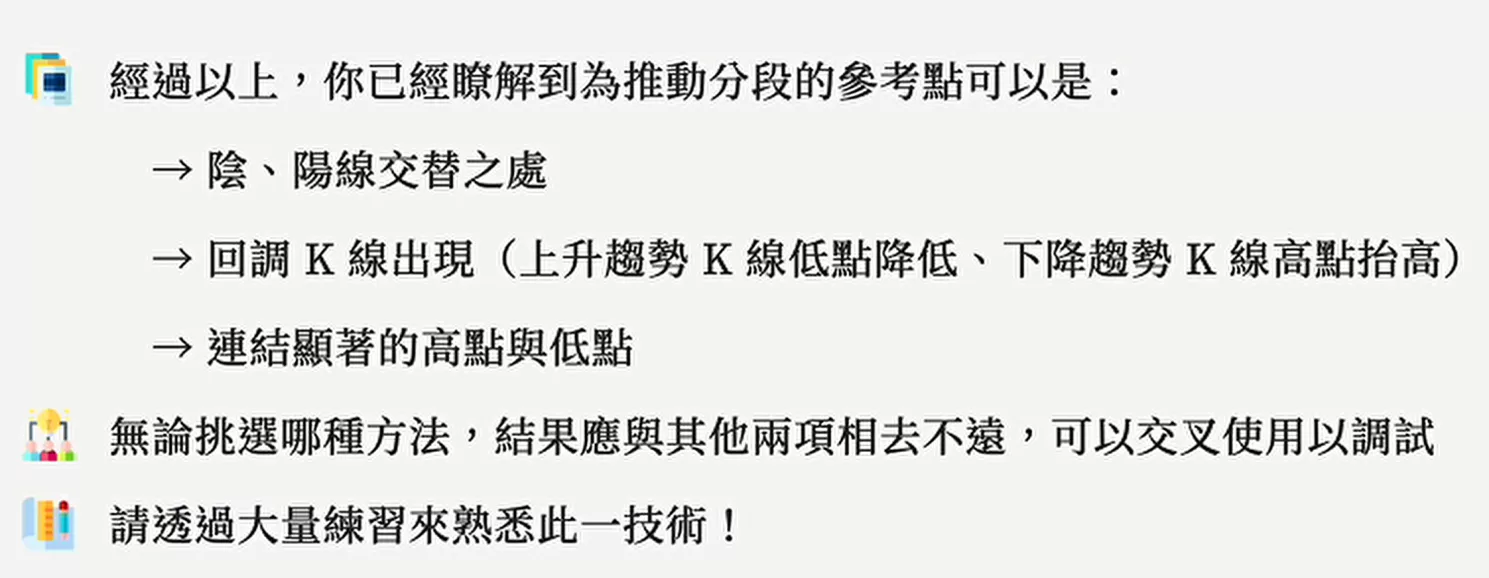 經過以上，你已經瞭解到為推動分段的參考點可以是：
→ 陰、陽線交替之處
→ 回調 K 線出現（上升趨勢 K 線低點降低、下降趨勢 K 線高點抬高）
→ 連結顯著的高點與低點
無論挑選哪種方法，結果應與其他兩項相去不遠，可以交叉使用以調試
請透過大量練習來熟悉此一技術！